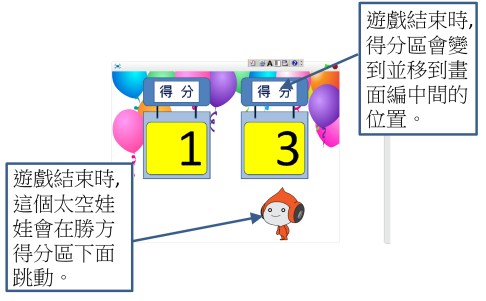 遊戲結束時,
得分區會變
到並移到畫
面編中間的
位置。
得 分
得 分
1
3
遊戲結束時,
這個太空娃
娃會在勝方
得分區下面
跳動。